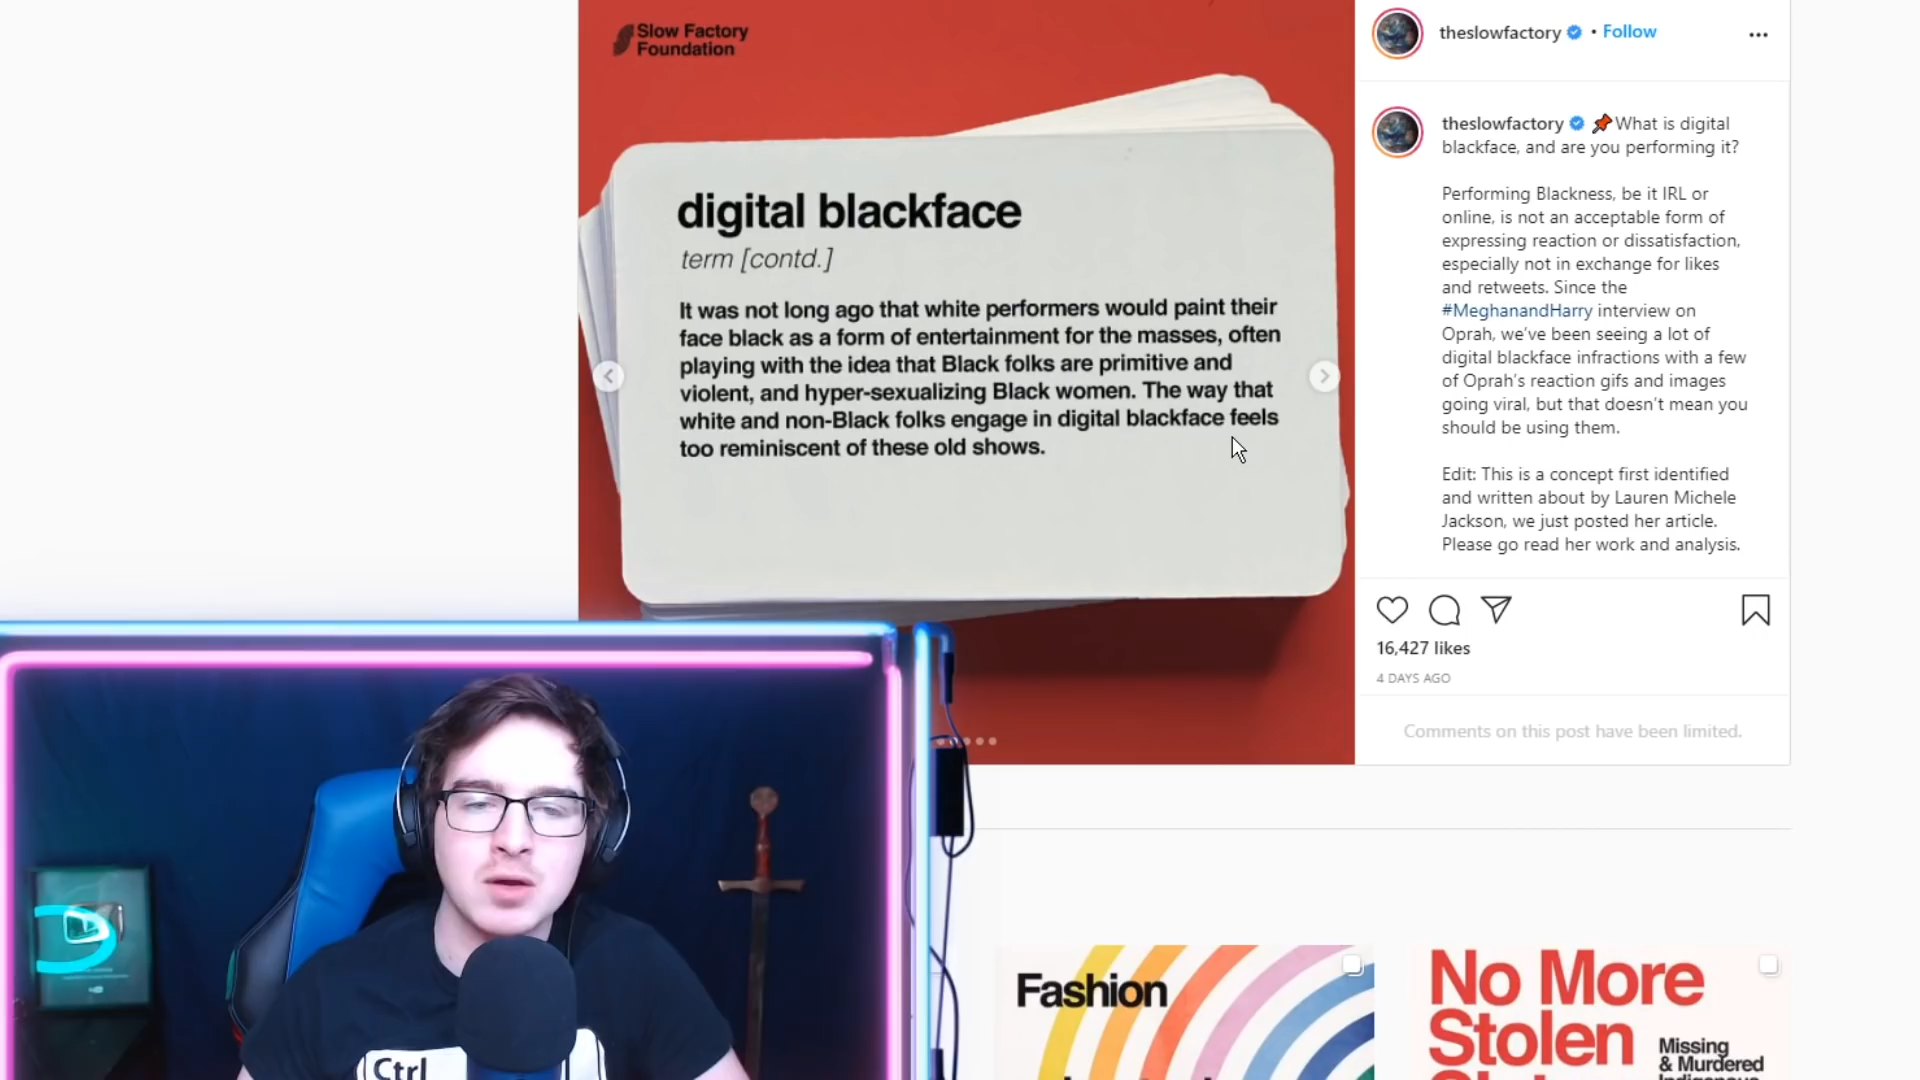 Slow Factory
Foundation
digital blackface
term [contd.]
It was not long ago that white performers would paint their
face black as a form of entertainment for the masses, often
playing with the idea that Black folks are primitive and
violent, and hyper-sexualizing Black women. The way that
white and non-Black folks engage in digital blackface feels
too reminiscent of these old shows.
theslowfactory • Follow
theslowfactory 📌What is digital
blackface, and are you performing it?
Performing Blackness, be it IRL or
online, is not an acceptable form of
expressing reaction or dissatisfaction,
especially not in exchange for likes
and retweets. Since the
#MeghanandHarry interview on
Oprah, we've been seeing a lot of
digital blackface infractions with a few
of Oprah's reaction gifs and images
going viral, but that doesn't mean you
should be using them.
Edit: This is a concept first identified
and written about by Lauren Michele
Jackson, we just posted her article.
Please go read her work and analysis.
16,427 likes
4 DAYS AGO
Comments on this post have been limited.
Ctrl
Fashion
No More
Stolen
Missing
& Murdered